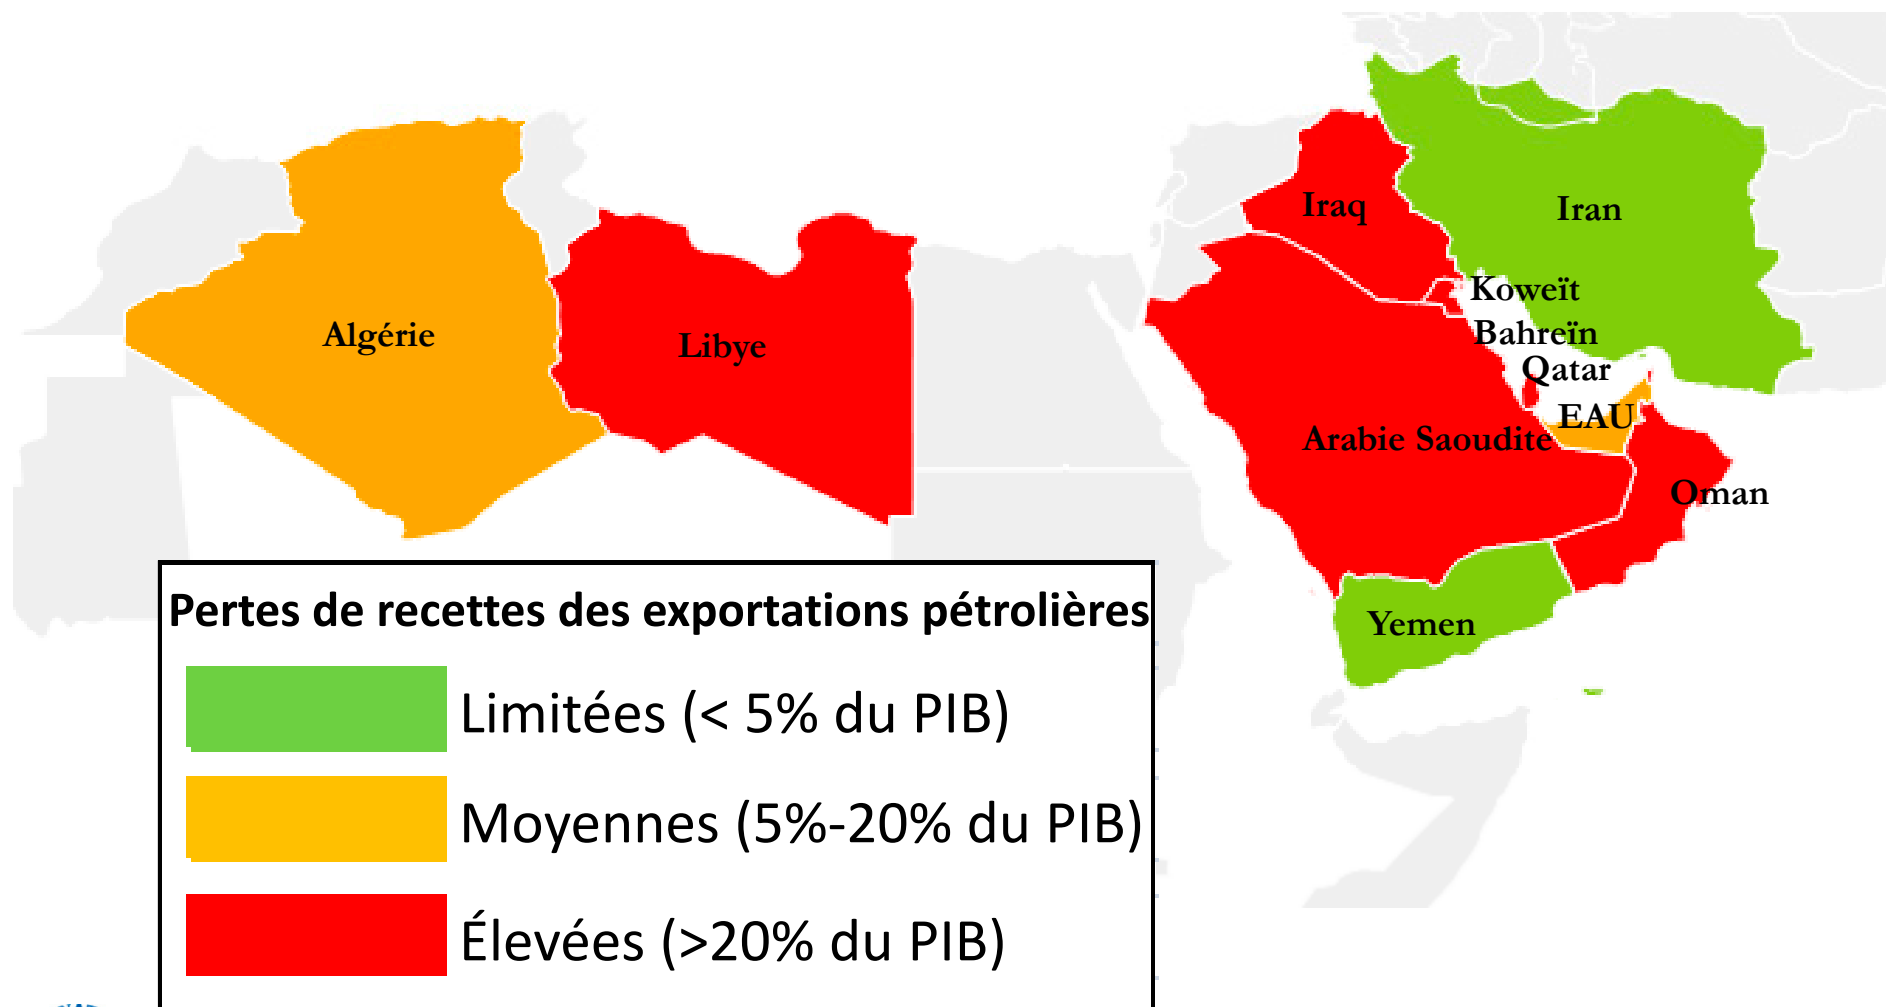 Iraq
Iran
Koweït
Bahreïn
Qatar
EAU
Algérie
Libye
Arabie Saoudite
Oman
Yemen
Pertes de recettes des exportations pétrolières
Limitées (< 5% du PIB)
Moyennes (5%-20% du PIB)
Élevées (>20% du PIB)